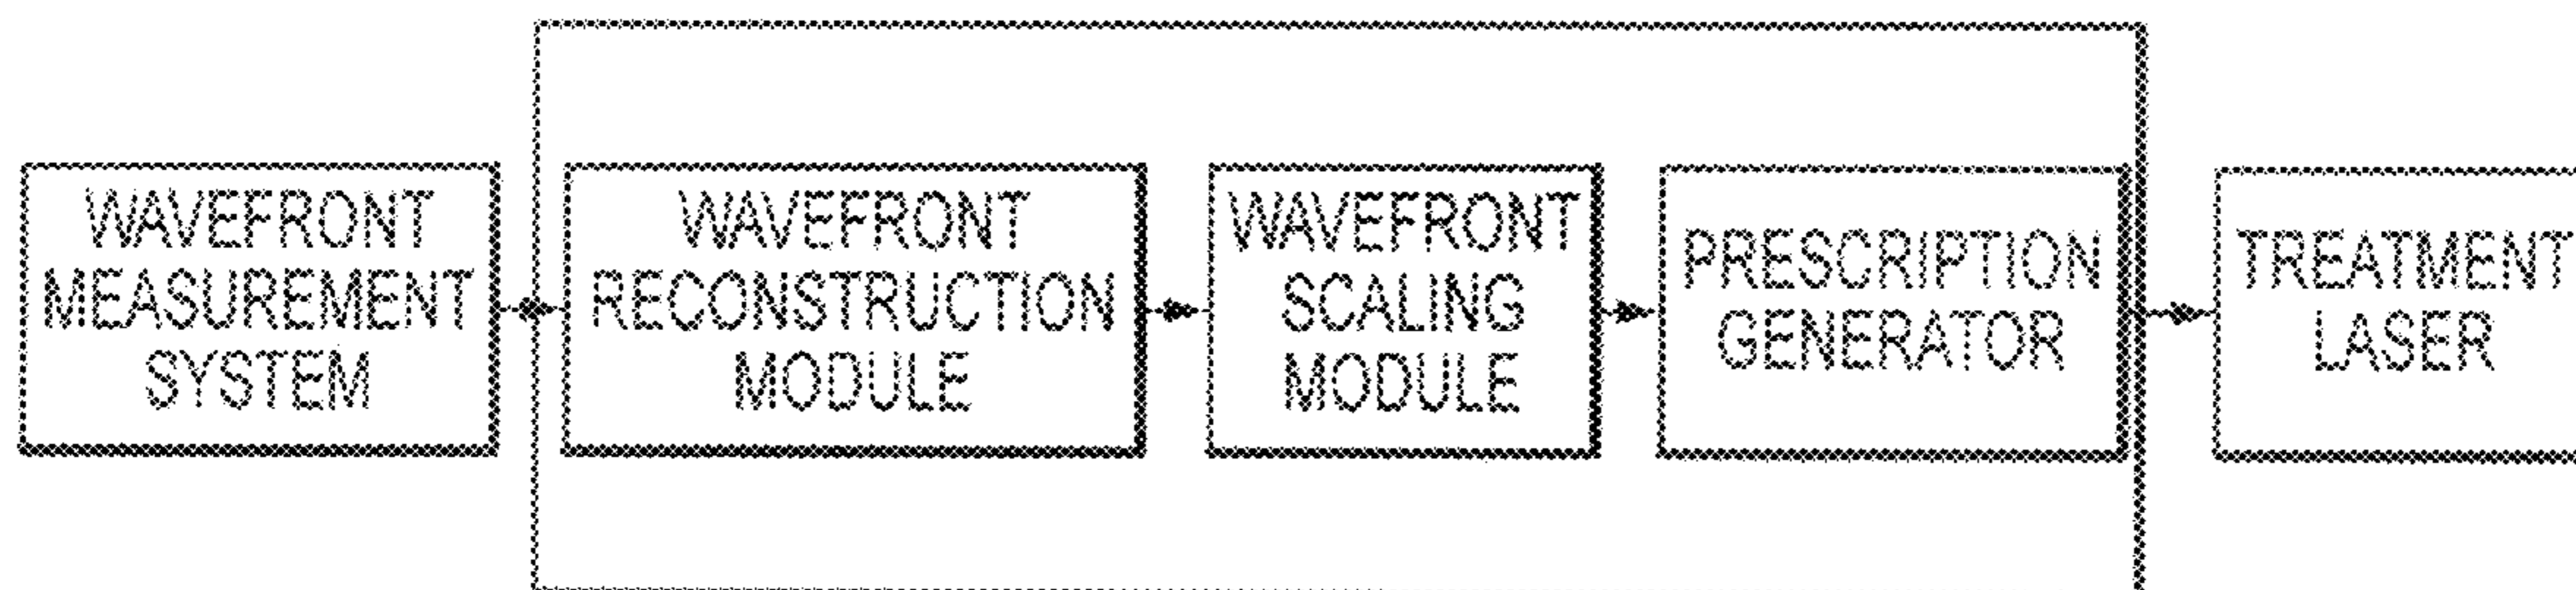 WAVEFRONT
MEASUREMENT
SYSTEM
WAVEFRONT
RECONSTRUCTION
MODULE
WAVEFRONT
SCALING
MODULE
PRESCRIPTION
GENERATOR
TREATMENT
LASER